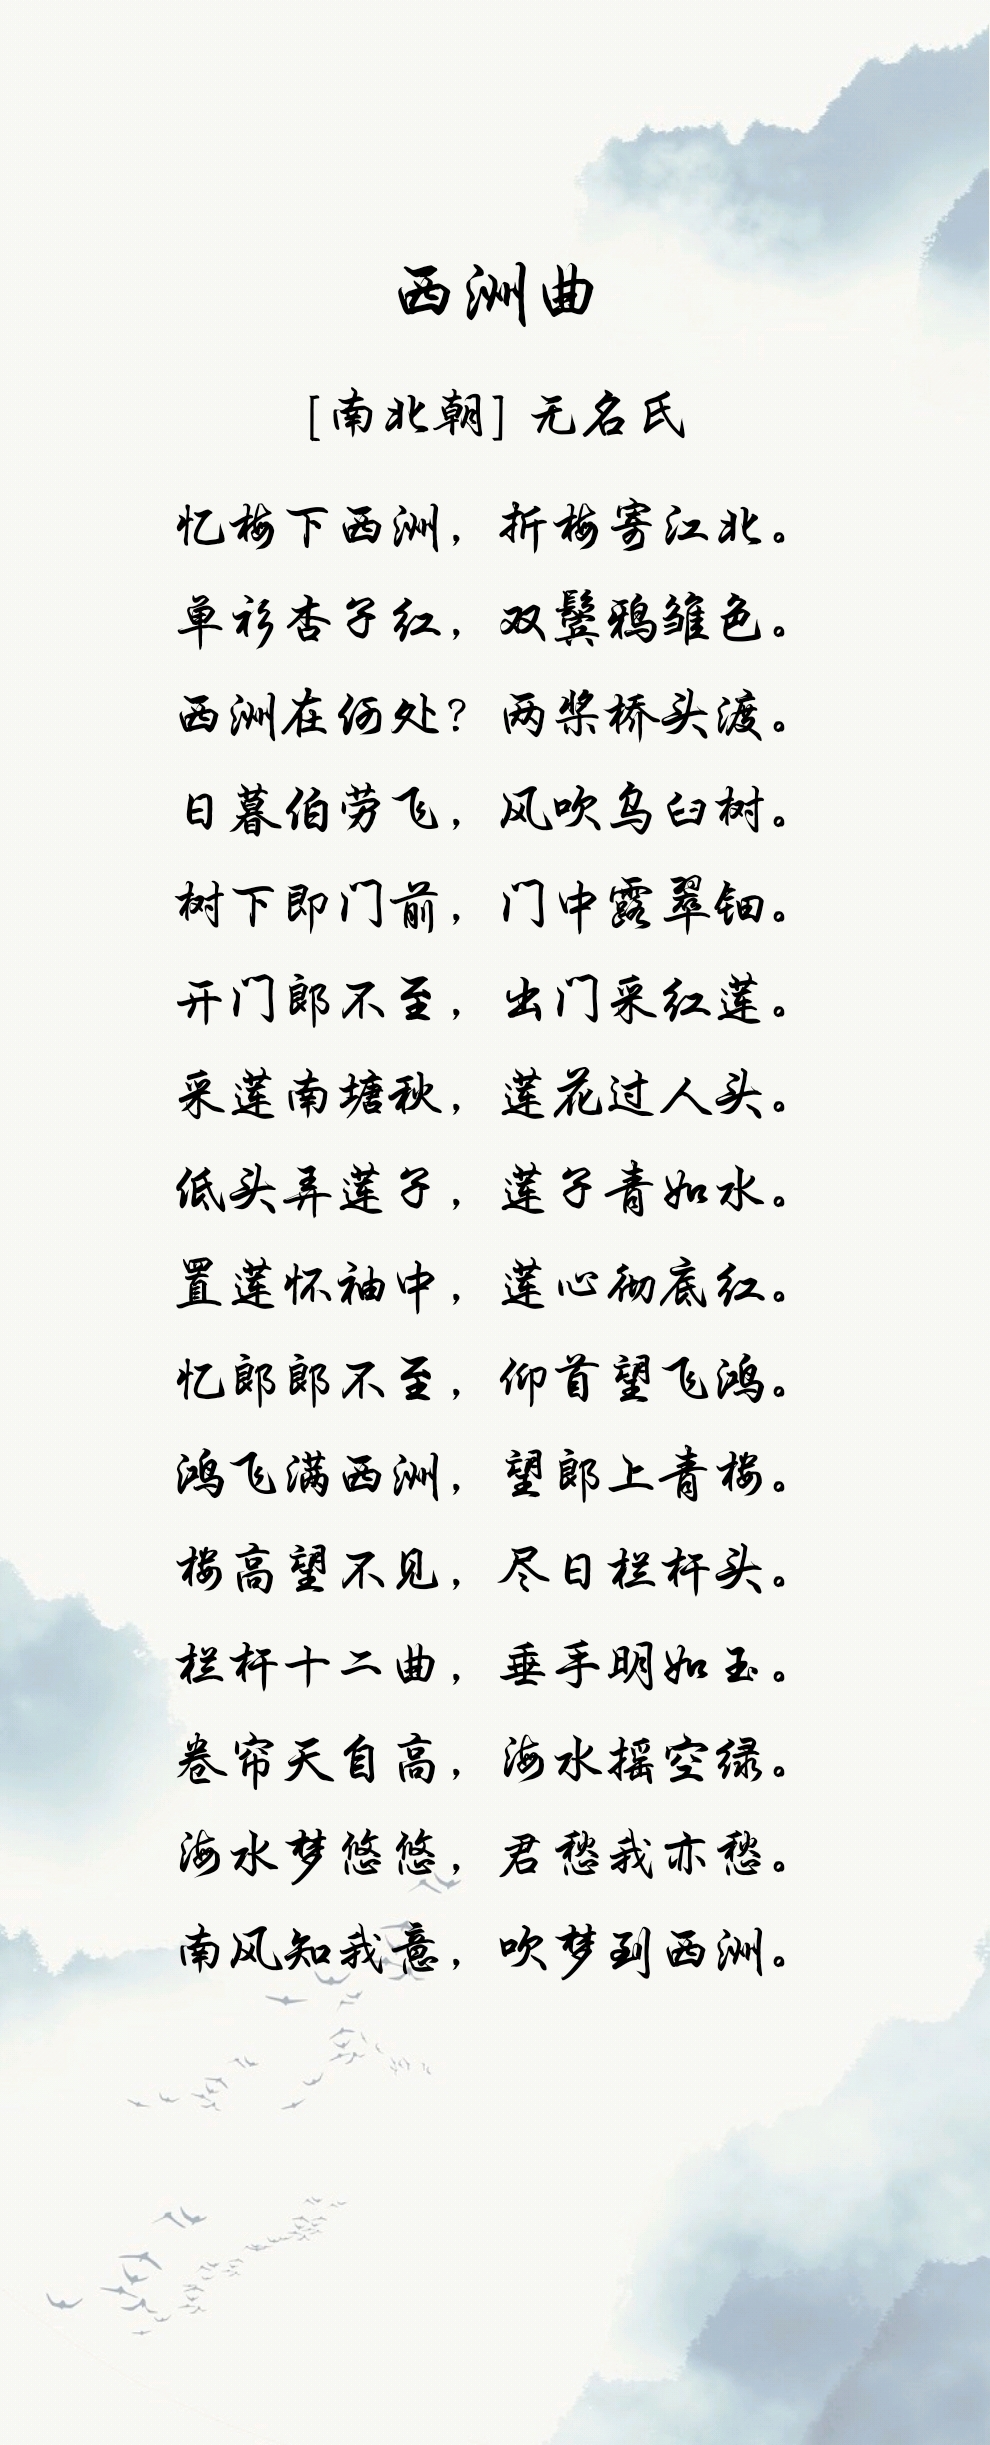 西洲曲
[南北朝] 无名氏
忆梅下西洲，折梅寄江北。
单衫杏子红，双鬓鸦雏色。
西洲在何处？两桨桥头渡。
日暮伯劳飞，风吹乌臼树。
树下即门前，门中露翠钿。
开门郎不至，出门采红莲。
采莲南塘秋，莲花过人头。
低头弄莲子，莲子青如水。
置莲怀袖中，莲心彻底红。
忆郎郎不至，仰首望飞鸿。
鸿飞满西洲，望郎上青楼。
楼高望不见，尽日栏杆头。
栏杆十二曲，垂手明如玉。
卷帘天自高，海水摇空绿。
海水梦悠悠，君愁我亦愁。
南风知我意，吹梦到西洲。